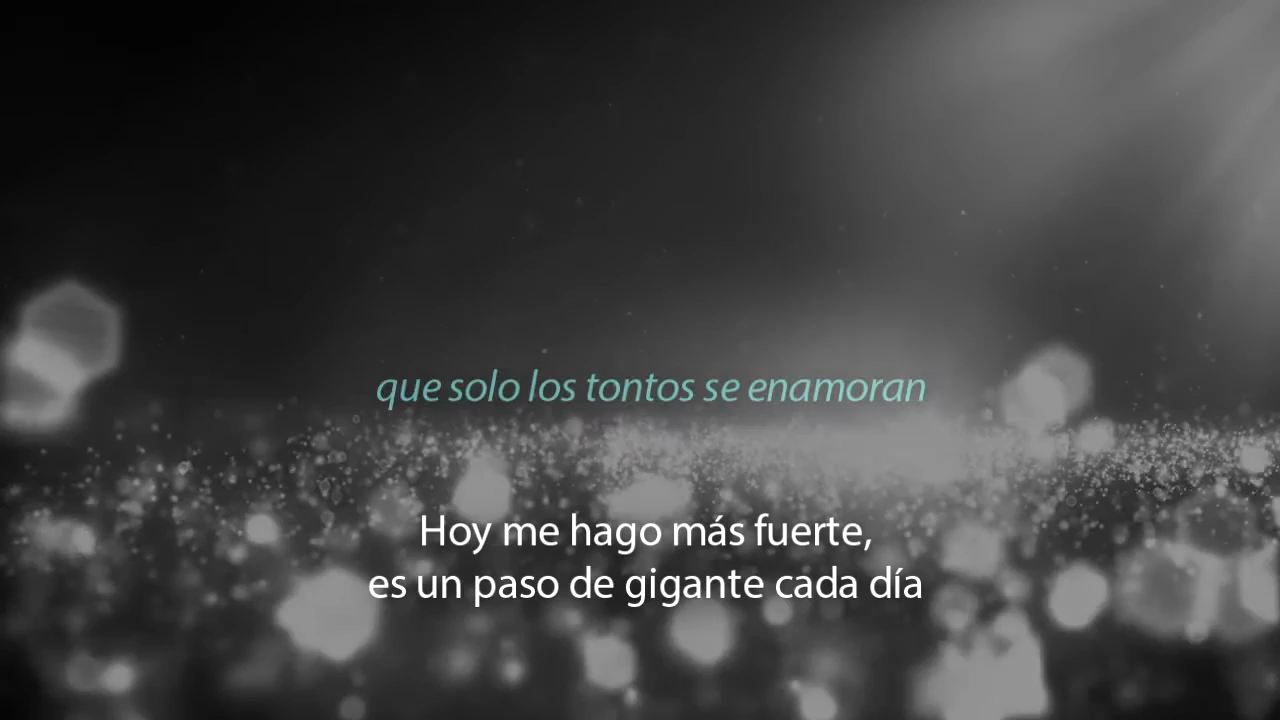 que solo los tontos se enamoran
Hoy me hago más fuerte,
es un paso de gigante cada día